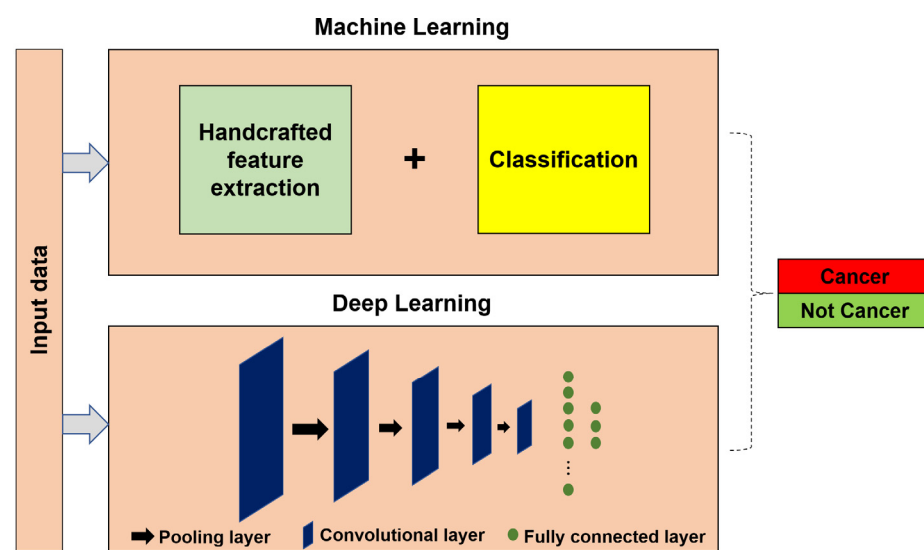 Machine Learning
Input data
Handcrafted
feature
extraction
+
Classification
Deep Learning
Cancer
Not Cancer
...
Pooling layer
Convolutional layer
Fully connected layer